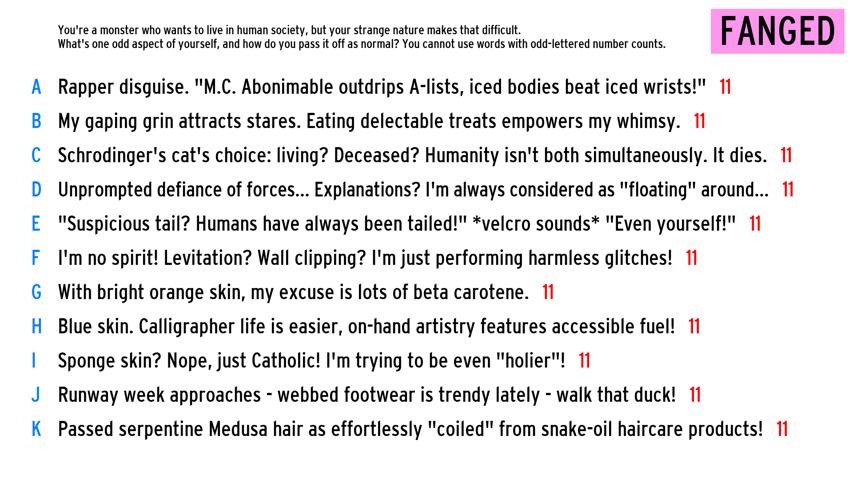 You're a monster who wants to live in human society, but your strange nature makes that difficult.
What's one odd aspect of yourself, and how do you pass it off as normal? You cannot use words with odd-lettered number counts.
FANGED
A Rapper disguise. "M.C. Abonimable outdrips A-lists, iced bodies beat iced wrists!" 11
B My gaping grin attracts stares. Eating delectable treats empowers my whimsy. 11
C Schrodinger's cat's choice: living? Deceased? Humanity isn't both simultaneously. It dies. 11
D Unprompted defiance of forces... Explanations? I'm always considered as "floating" around... 11
E "Suspicious tail? Humans have always been tailed!" *velcro sounds* "Even yourself!" 11
F I'm no spirit! Levitation? Wall clipping? I'm just performing harmless glitches! 11
G With bright orange skin, my excuse is lots of beta carotene. 11
H Blue skin. Calligrapher life is easier, on-hand artistry features accessible fuel! 11
I Sponge skin? Nope, just Catholic! I'm trying to be even "holier"! 11
J Runway week approaches - webbed footwear is trendy lately - walk that duck! 11
K Passed serpentine Medusa hair as effortlessly "coiled" from snake-oil haircare products! 11